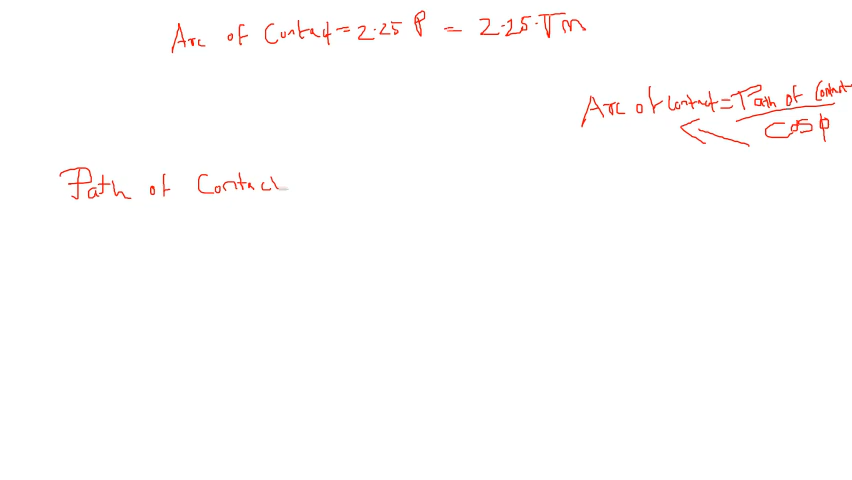 Arc of Contact = 2.25 P = 2.25.πm
Arc of Contact = Path of Contact
Cos φ
Path of Contact